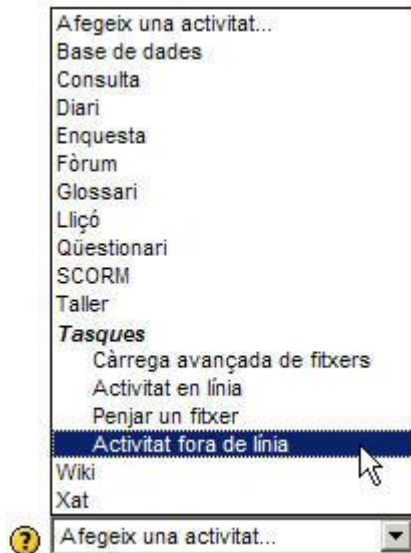 Afegeix una activitat...
Base de dades
Consulta
Diari
Enquesta
Fòrum
Glossari
Lliçó
Qüestionari
SCORM
Taller
Tasques
Càrrega avançada de fitxers
Activitat en línia
Penjar un fitxer
Activitat fora de línia
Wiki
Xat
? Afegeix una activitat...